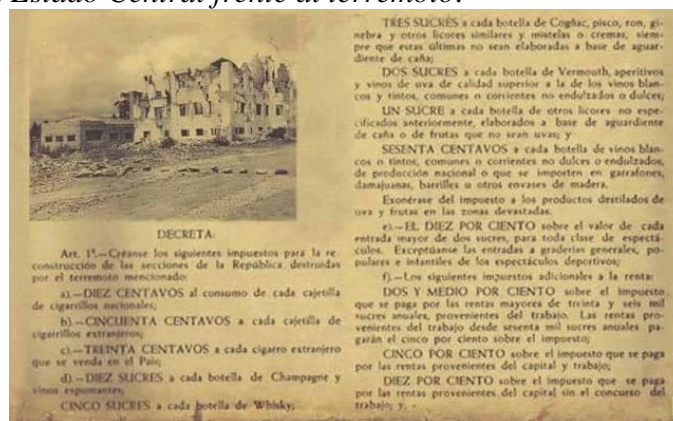 Estado Central frente al terremoto.
DECRETA:
Art. 1º.—Créanse los siguientes impuestos para la re-
construcción de las secciones de la República destruidas
por el terremoto mencionado:
a).—DIEZ CENTAVOS al consumo de cada cajetilla
de cigarrillos nacionales;
b).—CINCUENTA CENTAVOS a cada cajetilla de
cigarrillos extranjeros;
c).—TREINTA CENTAVOS a cada cigarro extranjero
que se venda en el País;
d).—DIEZ SUCRES a cada botella de Champagne y
vinos espumantes;
CINCO SUCRES a cada botella de Whisky;
TRES SUCRES a cada botella de Cogñac, pisco, ron, gi-
nebra y otros licores similares y mistelas o cremas, siem-
pre que estas últimas no sean elaboradas a base de aguar-
diente de caña;
DOS SUCRES a cada botella de Vermouth, aperitivos
y vinos de uva de calidad superior a la de los vinos blan-
cos y tintos, comunes o corrientes no endulzados o dulces;
UN SUCRE a cada botella de otros licores no espe-
cificados anteriormente, elaborados a base de aguardiente
de caña o de frutas que no sean uvas; y
SESENTA CENTAVOS a cada botella de vinos blan-
cos o tintos, comunes o corrientes no dulces o endulzados,
de producción nacional o que se importen en garrafones,
damajuanas, barriles u otros envases de madera.
Exonérase del impuesto a los productos destilados de
uva y frutas en las zonas devastadas.
e).—EL DIEZ POR CIENTO sobre el valor de cada
entrada mayor de dos sucres, para toda clase de espectá-
culos. Exceptúanse las entradas a graderías generales, po-
pulares e infantiles de los espectáculos deportivos;
f).—Los siguientes impuestos adicionales a la renta:
DOS Y MEDIO POR CIENTO sobre el impuesto
que se paga por las rentas mayores de treinta y seis mil
sucres anuales, provenientes del trabajo. Las rentas pro-
venientes del trabajo desde sesenta mil sucres anuales pa-
garán el cinco por ciento sobre el impuesto;
CINCO POR CIENTO sobre el impuesto que se paga
por las rentas provenientes del capital y trabajo;
DIEZ POR CIENTO sobre el impuesto que se paga
por las rentas provenientes del capital sin el concurso del
trabajo; y,